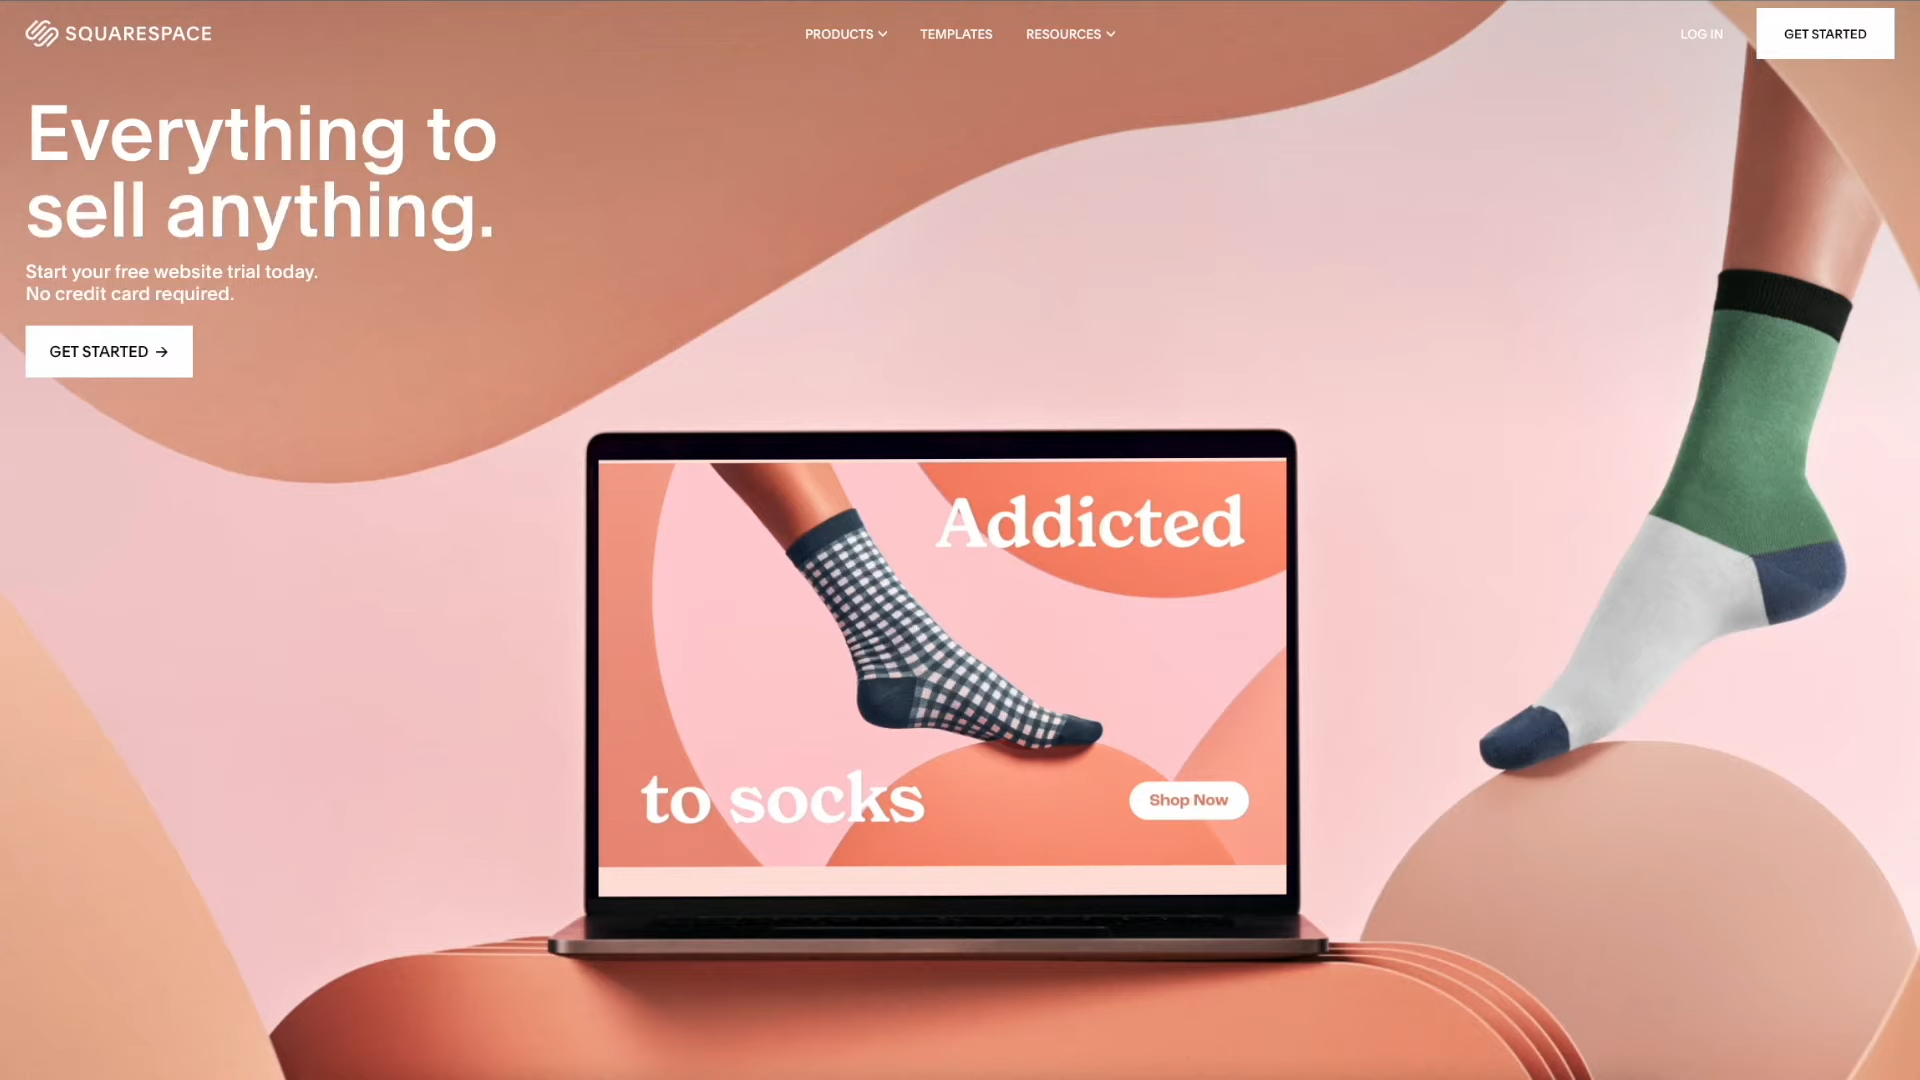 SQUARESPACE
PRODUCTS
TEMPLATES
RESOURCES
LOG IN
GET STARTED
Everything to
sell anything.
Start your free website trial today.
No credit card required.
GET STARTED →
Addicted
to socks
Shop Now